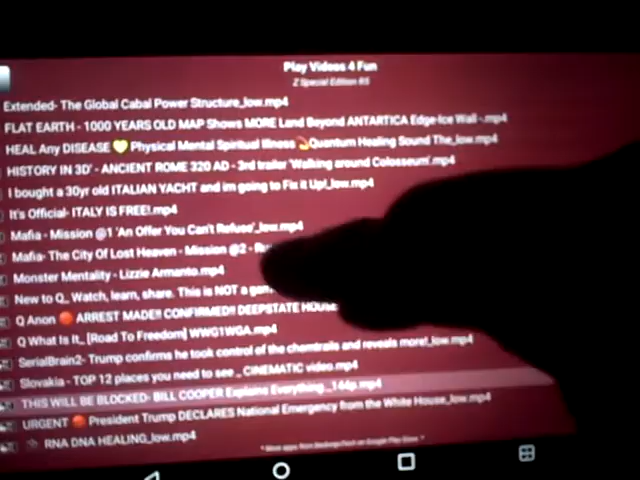 Play Videos 4 Fun
Z Special Edition R5
Extended- The Global Cabal Power Structure_low.mp4
FLAT EARTH - 1000 YEARS OLD MAP Shows MORE Land Beyond ANTARTICA Edge-Ice Wall -.mp4
HEAL Any DISEASE 💛 Physical Mental Spiritual Illness 💫Quantum Healing Sound The_low.mp4
HISTORY IN 3D' - ANCIENT ROME 320 AD - 3rd trailer 'Walking around Colosseum'.mp4
I bought a 30yr old ITALIAN YACHT and im going to Fix it Up!_low.mp4
It's Official- ITALY IS FREE!.mp4
Mafia - Mission @1 'An Offer You Can't Refuse'_low.mp4
Mafia- The City Of Lost Heaven - Mission @2 -
Monster Mentality - Lizzie Armanto.mp4
New to Q_ Watch, learn, share. This is NOT a
Q Anon 🔴 ARREST MADE!! CONFIRMED!! DEEPSTATE HOUSE
Q What Is It_ [Road To Freedom] WWG1WGA.mp4
SerialBrain2- Trump confirms he took control of the chemtrails and reveals more!_low.mp4
Slovakia - TOP 12 places you need to see _ CINEMATIC video.mp4
THIS WILL BE BLOCKED- BILL COOPER Explains Everything _144p.mp4
URGENT 🔴 President Trump DECLARES National Emergency from the White House_low.mp4
RNA DNA HEALING_low.mp4